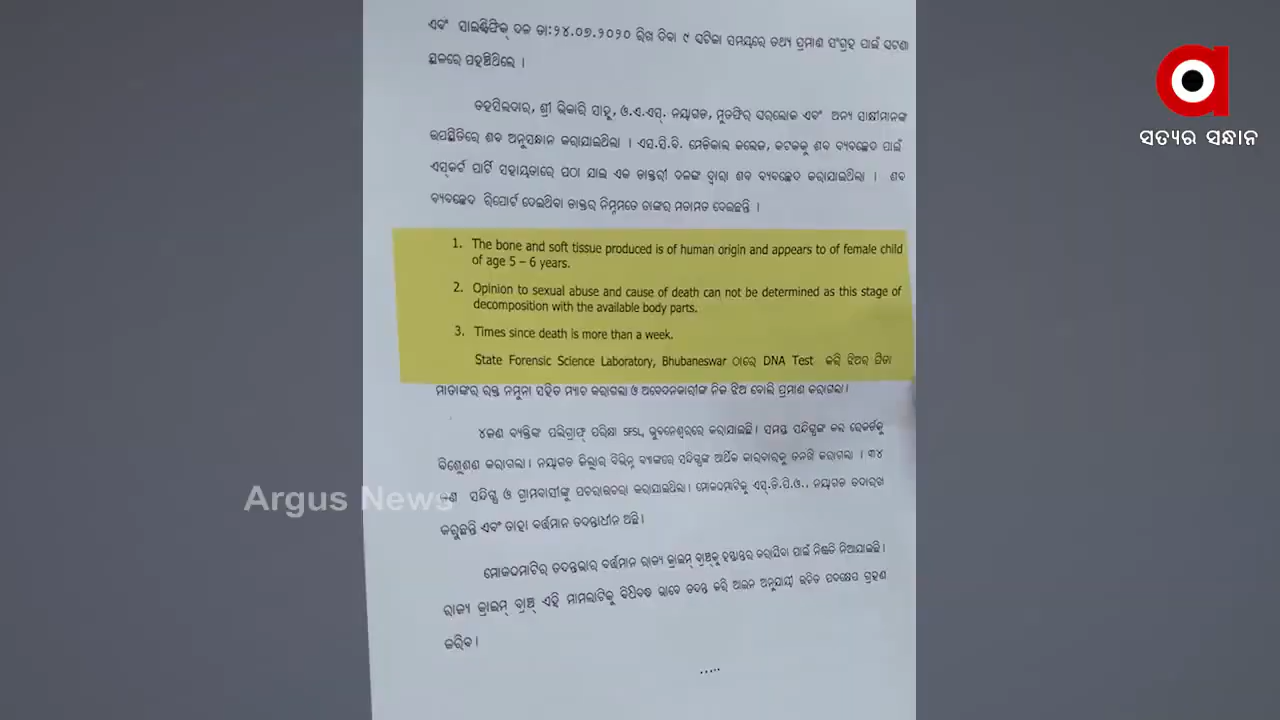 ଏବଂ ସାଇଣ୍ଟିଫିକ୍ ଦଳ ତା:୨୪.୦୭.୨୦୨୦ ରିଖ ଦିବା ୯ ଘଟିକା ସମୟରେ ତଥ୍ୟ ପ୍ରମାଣ ସଂଗ୍ରହ ପାଇଁ ଘଟଣା
ସ୍ଥଳରେ ପହଞ୍ଚିଥିଲେ ।
ତହସିଲଦାର, ଶ୍ରୀ ଭିକାରି ସାହୁ, ଓ.ଏ.ଏସ୍. ନୟାଗଡ, ମୃତଙ୍କର ଏବଂ ଅନ୍ୟ ସାକ୍ଷୀମାନଙ୍କ
ଉପସ୍ଥିତିରେ ଶବ ଅନୁସନ୍ଧାନ କରାଯାଇଥିଲା । ଏସ.ସି.ବି. ମେଡିକାଲ କଲେଜ, କଟକକୁ ଶବ ବ୍ୟବଚ୍ଛେଦ ପାଇଁ
ଏସ୍କର୍ଟ ପାର୍ଟି ସହାୟତାରେ ପଠା ଯାଇ ଏକ ଡାକ୍ତରୀ ଦଳଙ୍କ ଦ୍ୱାରା ଶବ ବ୍ୟବଚ୍ଛେଦ କରାଯାଇଥିଲା । ଶବ
ବ୍ୟବଚ୍ଛେଦ ରିପୋର୍ଟ ଦେଇଥିବା ଡାକ୍ତର ନିମ୍ନମତେ ତାଙ୍କର ମତାମତ ଦେଇଛନ୍ତି ।
1. The bone and soft tissue produced is of human origin and appears to of female child
of age 5 – 6 years.
2. Opinion to sexual abuse and cause of death can not be determined as this stage of
decomposition with the available body parts.
3. Times since death is more than a week.
State Forensic Science Laboratory, Bhubaneswar ଠାରେ DNA Test କରି ଝିଅର ପିତା
ମାତାଙ୍କର ରକ୍ତ ନମୁନା ସହିତ ମ୍ୟାଚ କରାଗଲା ଓ ଅବେଦନକାରୀଙ୍କ ନିଜ ଝିଅ ବୋଲି ପ୍ରମାଣ କରାଗଲା ।
୪ଜଣ ବ୍ୟକ୍ତିଙ୍କ ପଲିଗ୍ରାଫ୍ ପରିକ୍ଷା SFSL, ଭୁବନେଶ୍ୱରରେ କରାଯାଇଛି । ସମସ୍ତ ସନ୍ଦିଗ୍ଧଙ୍କ କଲ ରେକର୍ଡକୁ
ବିଶ୍ଳେଶଣ କରାଗଲା । ନୟାଗଡ ଜିଲ୍ଲାର ବିଭିନ୍ନ ବ୍ୟାଙ୍କରେ ସନ୍ଦିଗ୍ଧଙ୍କ ଆର୍ଥିକ କାରବାରକୁ ତନଖି କରାଗଲା । ୩୪
ଜଣ ସନ୍ଦିଗ୍ଧ ଓ ଗ୍ରାମବାସୀଙ୍କୁ ପଚରାଉଚରା କରାଯାଇଥିଲା । ମୋକଦ୍ଦମାଟିକୁ ଏସ୍.ଡି.ପି.ଓ., ନୟାଗଡ ତଦାରଖ
କରୁଛନ୍ତି ଏବଂ ତାହା ବର୍ତ୍ତମାନ ତଦନ୍ତାଧୀନ ଅଛି ।
ମୋକଦ୍ଦମାଟିର୍ ତଦନ୍ତଭାର ବର୍ତ୍ତମାନ ରାଜ୍ୟ କ୍ରାଇମ୍ ବ୍ରାଞ୍ଚକୁ ହସ୍ତାନ୍ତର କରାଯିବା ପାଇଁ ନିଷ୍ପତି ନିଆଯାଇଛି ।
ରାଜ୍ୟ କ୍ରାଇମ୍ ବ୍ରାଞ୍ଚ୍ ଏହି ମାମଲାଟିକୁ ବିଧିବଦ୍ଧ ଭାବେ ତଦନ୍ତ କରି ଆଇନ ଅନୁଯାୟୀ ଉଚିତ ପଦକ୍ଷେପ ଗ୍ରହଣ
କରିବ ।
.....
Argus News
a
ସତ୍ୟର ସନ୍ଧାନ